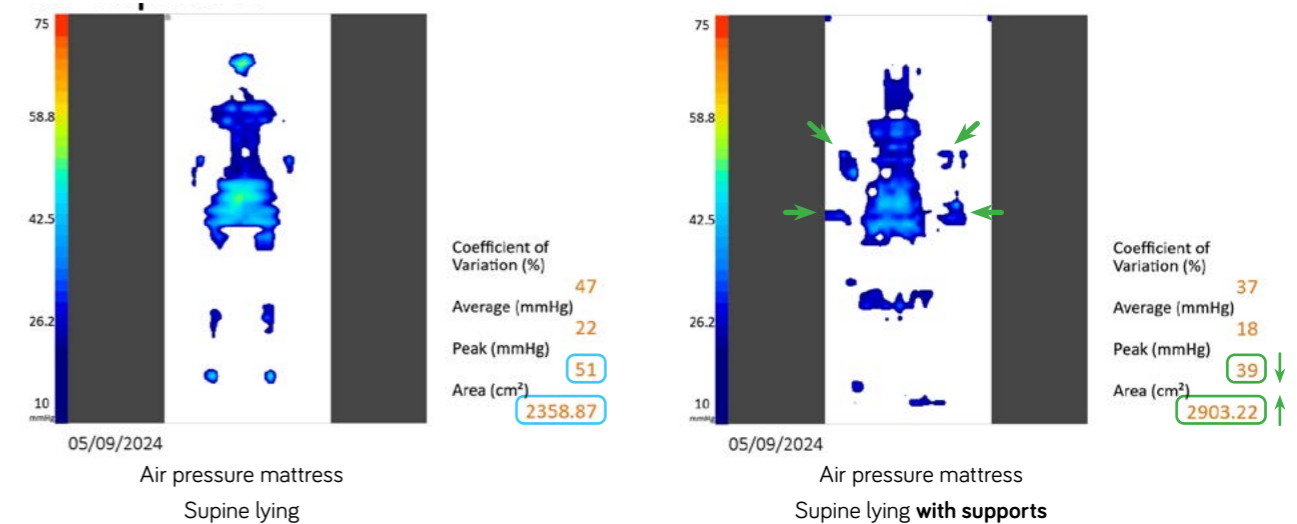 75
58.8
42.5
26.2
10
mmHg
05/09/2024
Coefficient of
Variation (%)
47
Average (mmHg)
22
Peak (mmHg)
51
Area (cm²)
2358.87
Air pressure mattress
Supine lying
75
58.8
42.5
26.2
10
mmHg
05/09/2024
Coefficient of
Variation (%)
37
Average (mmHg)
18
Peak (mmHg)
39
Area (cm²)
2903.22
Air pressure mattress
Supine lying with supports